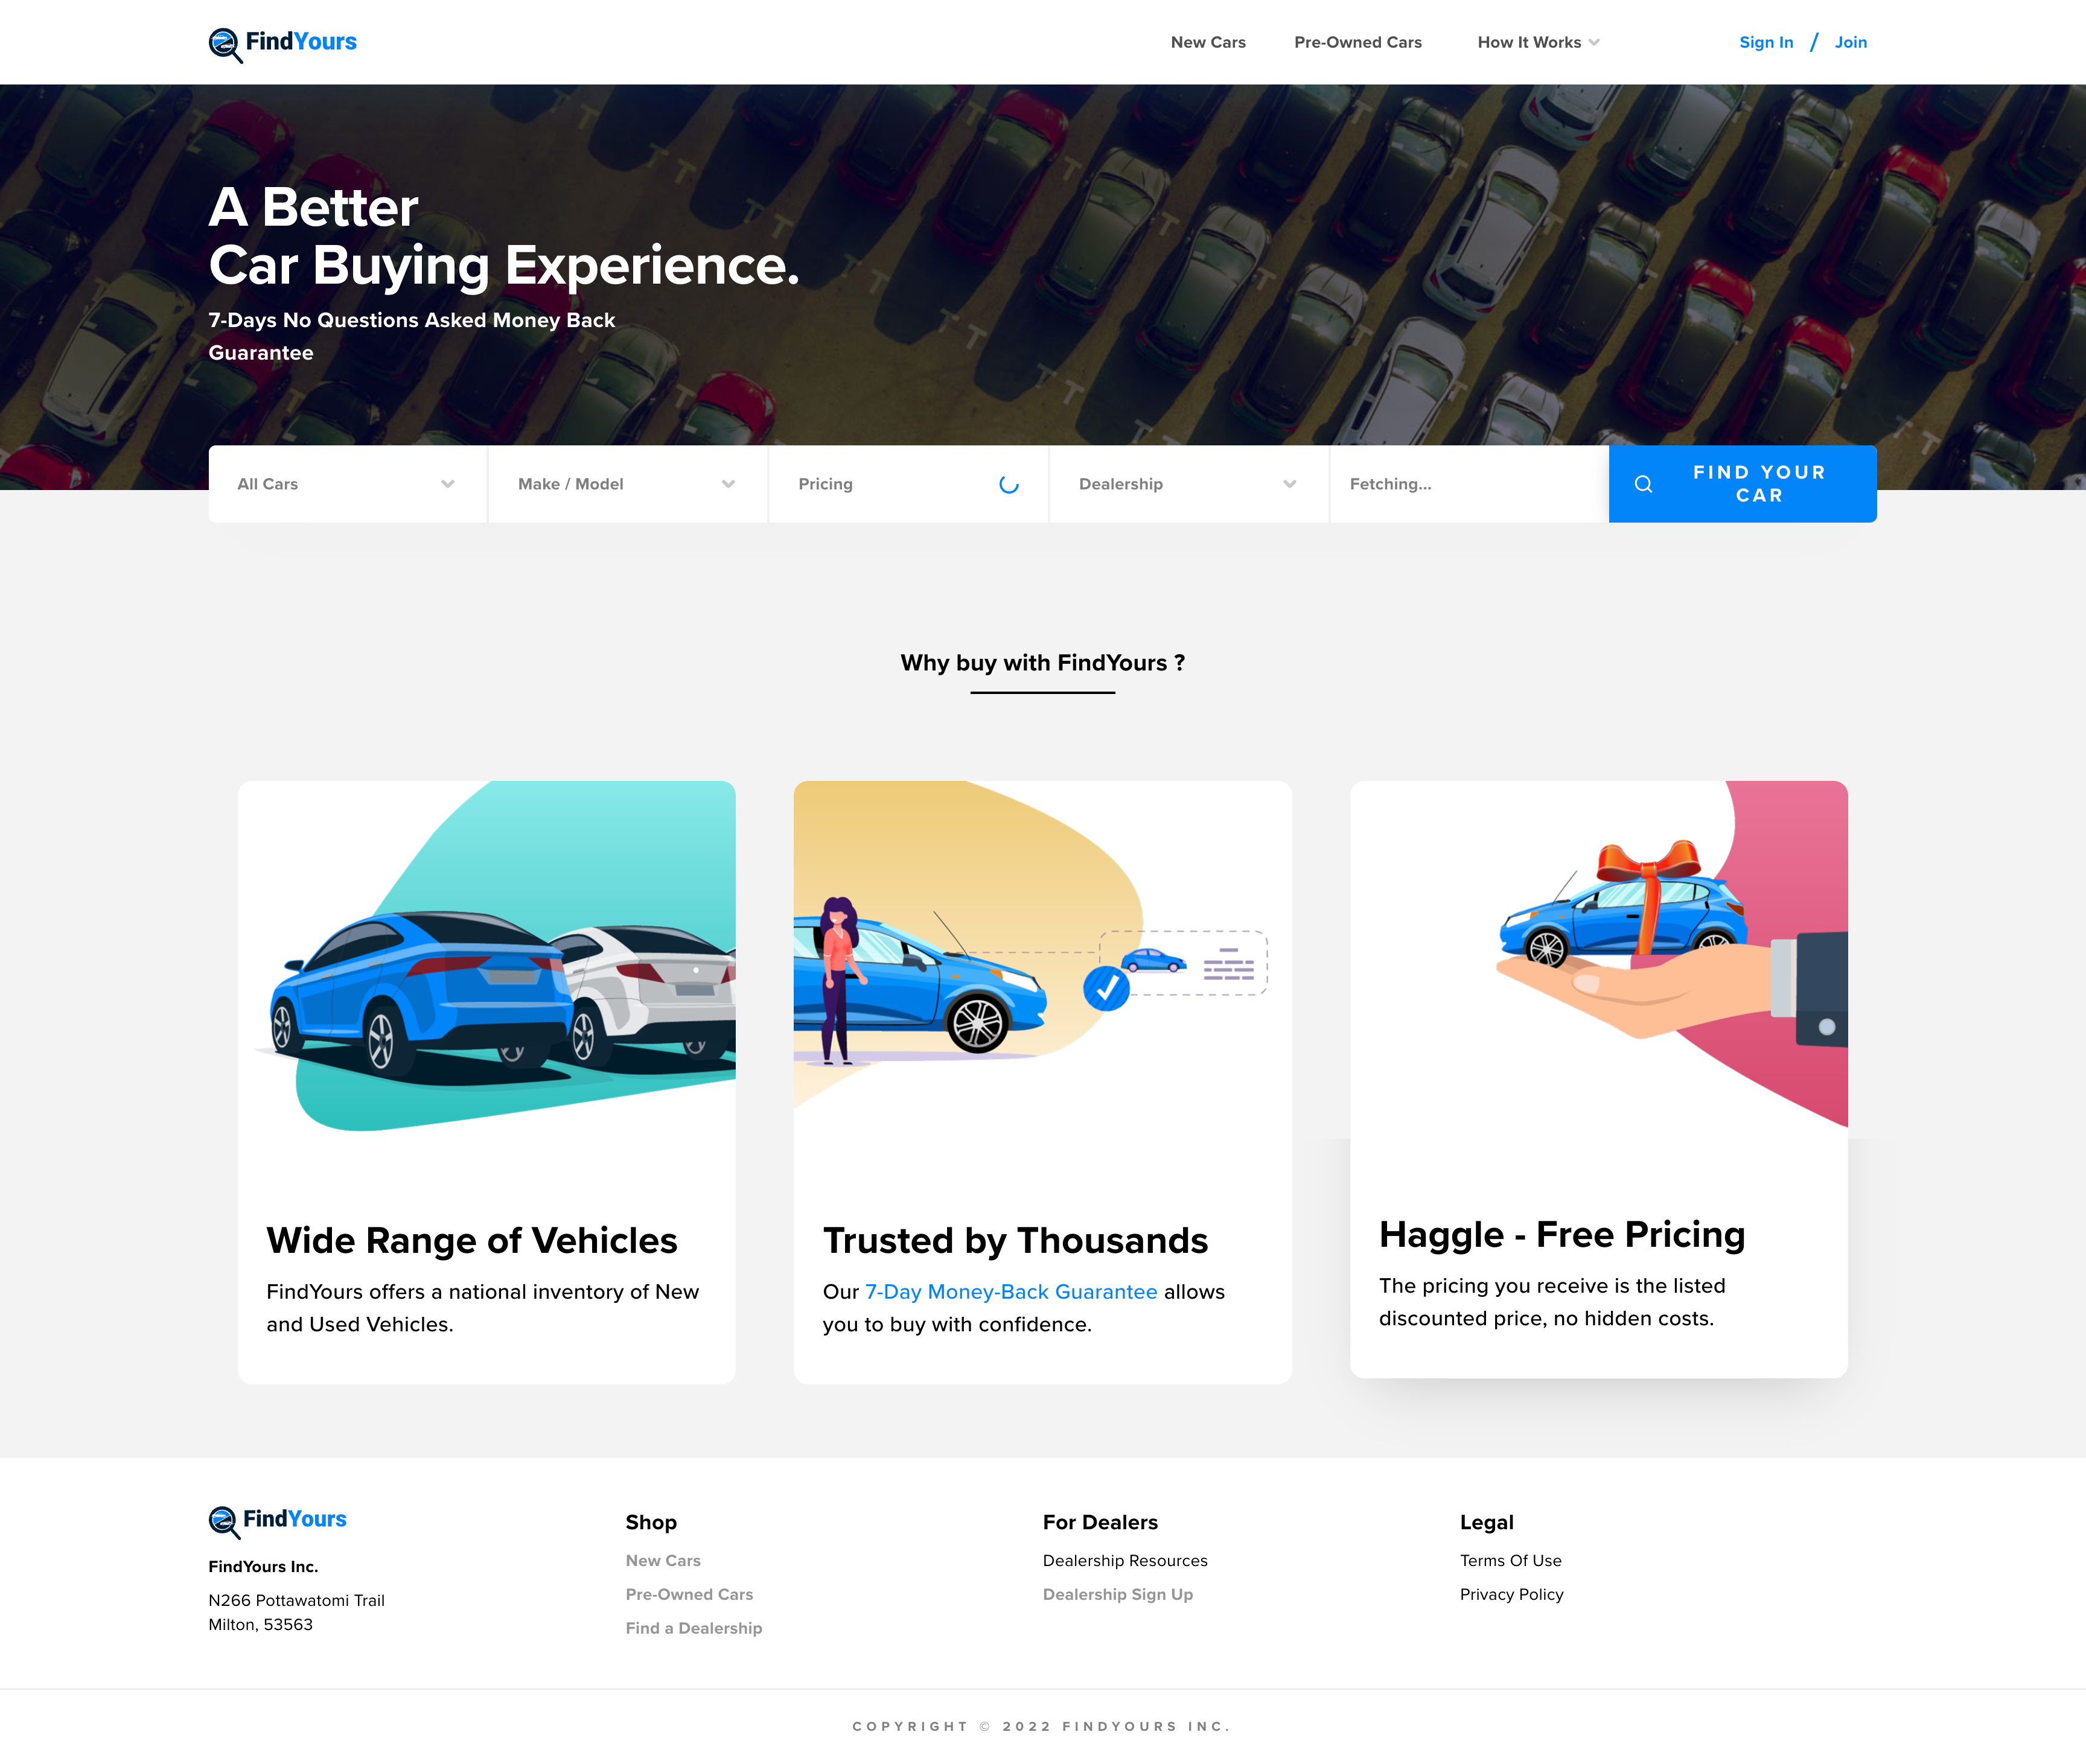 FindYours
New Cars
Pre-Owned Cars
How It Works
Sign In / Join
A Better
Car Buying Experience.
7-Days No Questions Asked Money Back
Guarantee
All Cars
Make / Model
Pricing
Dealership
Fetching...
FIND YOUR
CAR
Why buy with FindYours ?
Wide Range of Vehicles
FindYours offers a national inventory of New
and Used Vehicles.
Trusted by Thousands
Our 7-Day Money-Back Guarantee allows
you to buy with confidence.
Haggle - Free Pricing
The pricing you receive is the listed
discounted price, no hidden costs.
FindYours
FindYours Inc.
N266 Pottawatomi Trail
Milton, 53563
Shop
New Cars
Pre-Owned Cars
Find a Dealership
For Dealers
Dealership Resources
Dealership Sign Up
Legal
Terms Of Use
Privacy Policy
COPYRIGHT © 2022 FINDYOURS INC.